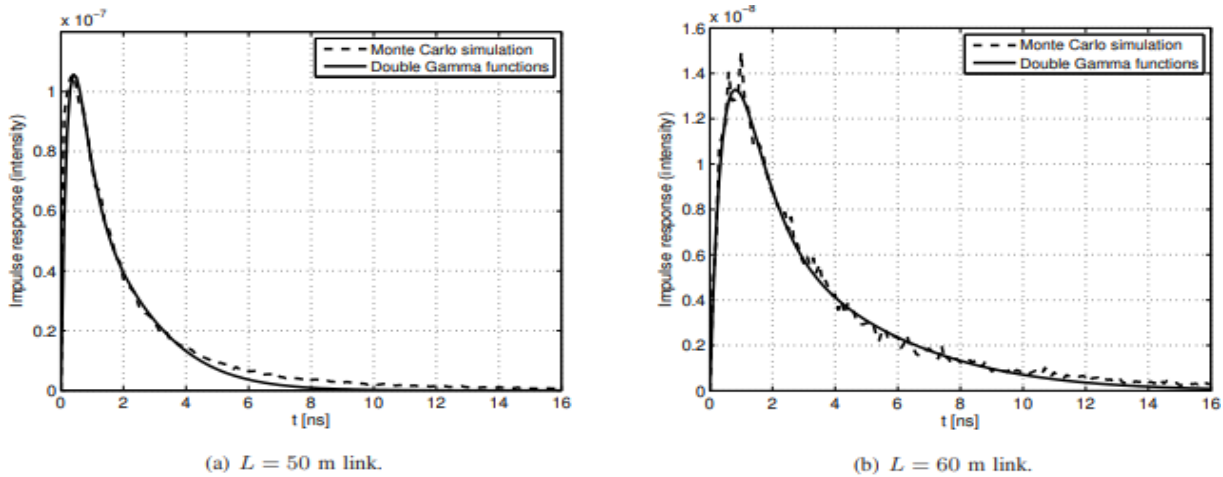 × 10⁻⁷
Monte Carlo simulation
Double Gamma functions
1
0.8
0.6
0.4
0.2
0
Impulse response (intensity)
0 2 4 6 8 10 12 14 16
t [ns]
(a) L = 50 m link.
x 10⁻⁸
1.6
Monte Carlo simulation
Double Gamma functions
1.4
1.2
1
0.8
0.6
0.4
0.2
0
Impulse response (intensity)
0 2 4 6 8 10 12 14 16
t [ns]
(b) L = 60 m link.